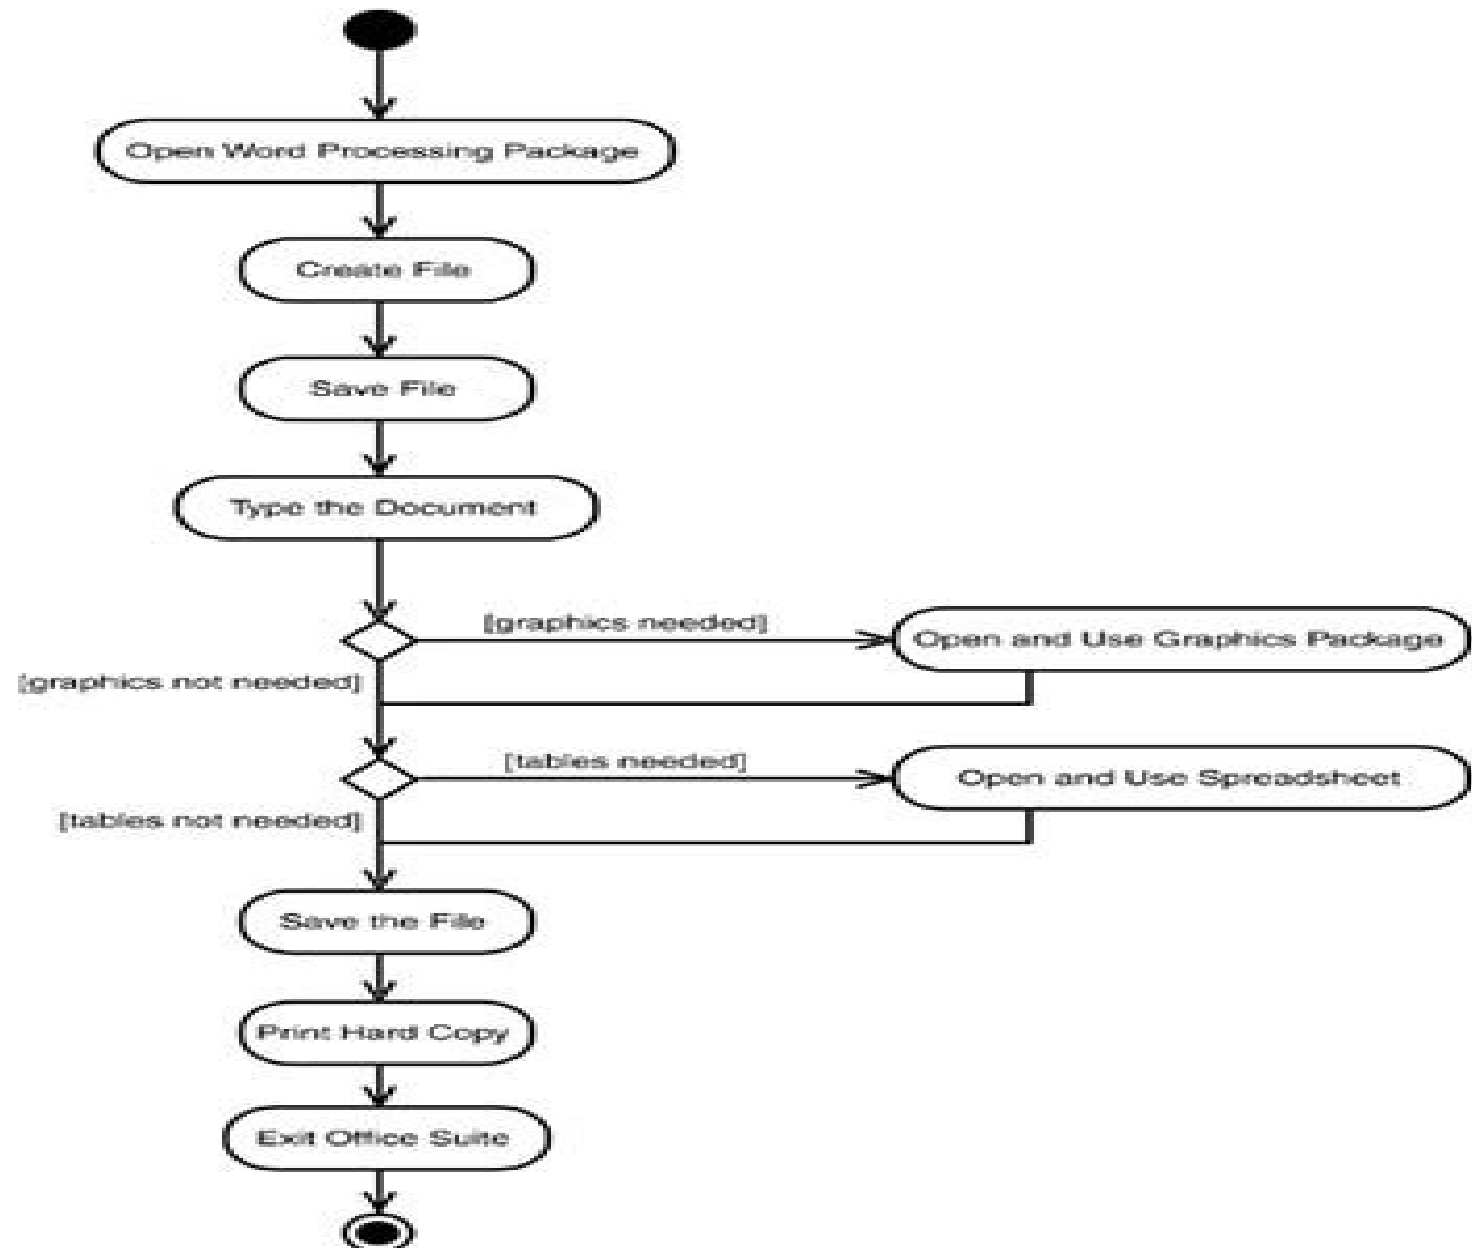 Open Word Processing Package
Create File
Save File
Type the Document
[graphics needed]
Open and Use Graphics Package
[graphics not needed]
[tables needed]
Open and Use Spreadsheet
[tables not needed]
Save the File
Print Hard Copy
Exit Office Suite